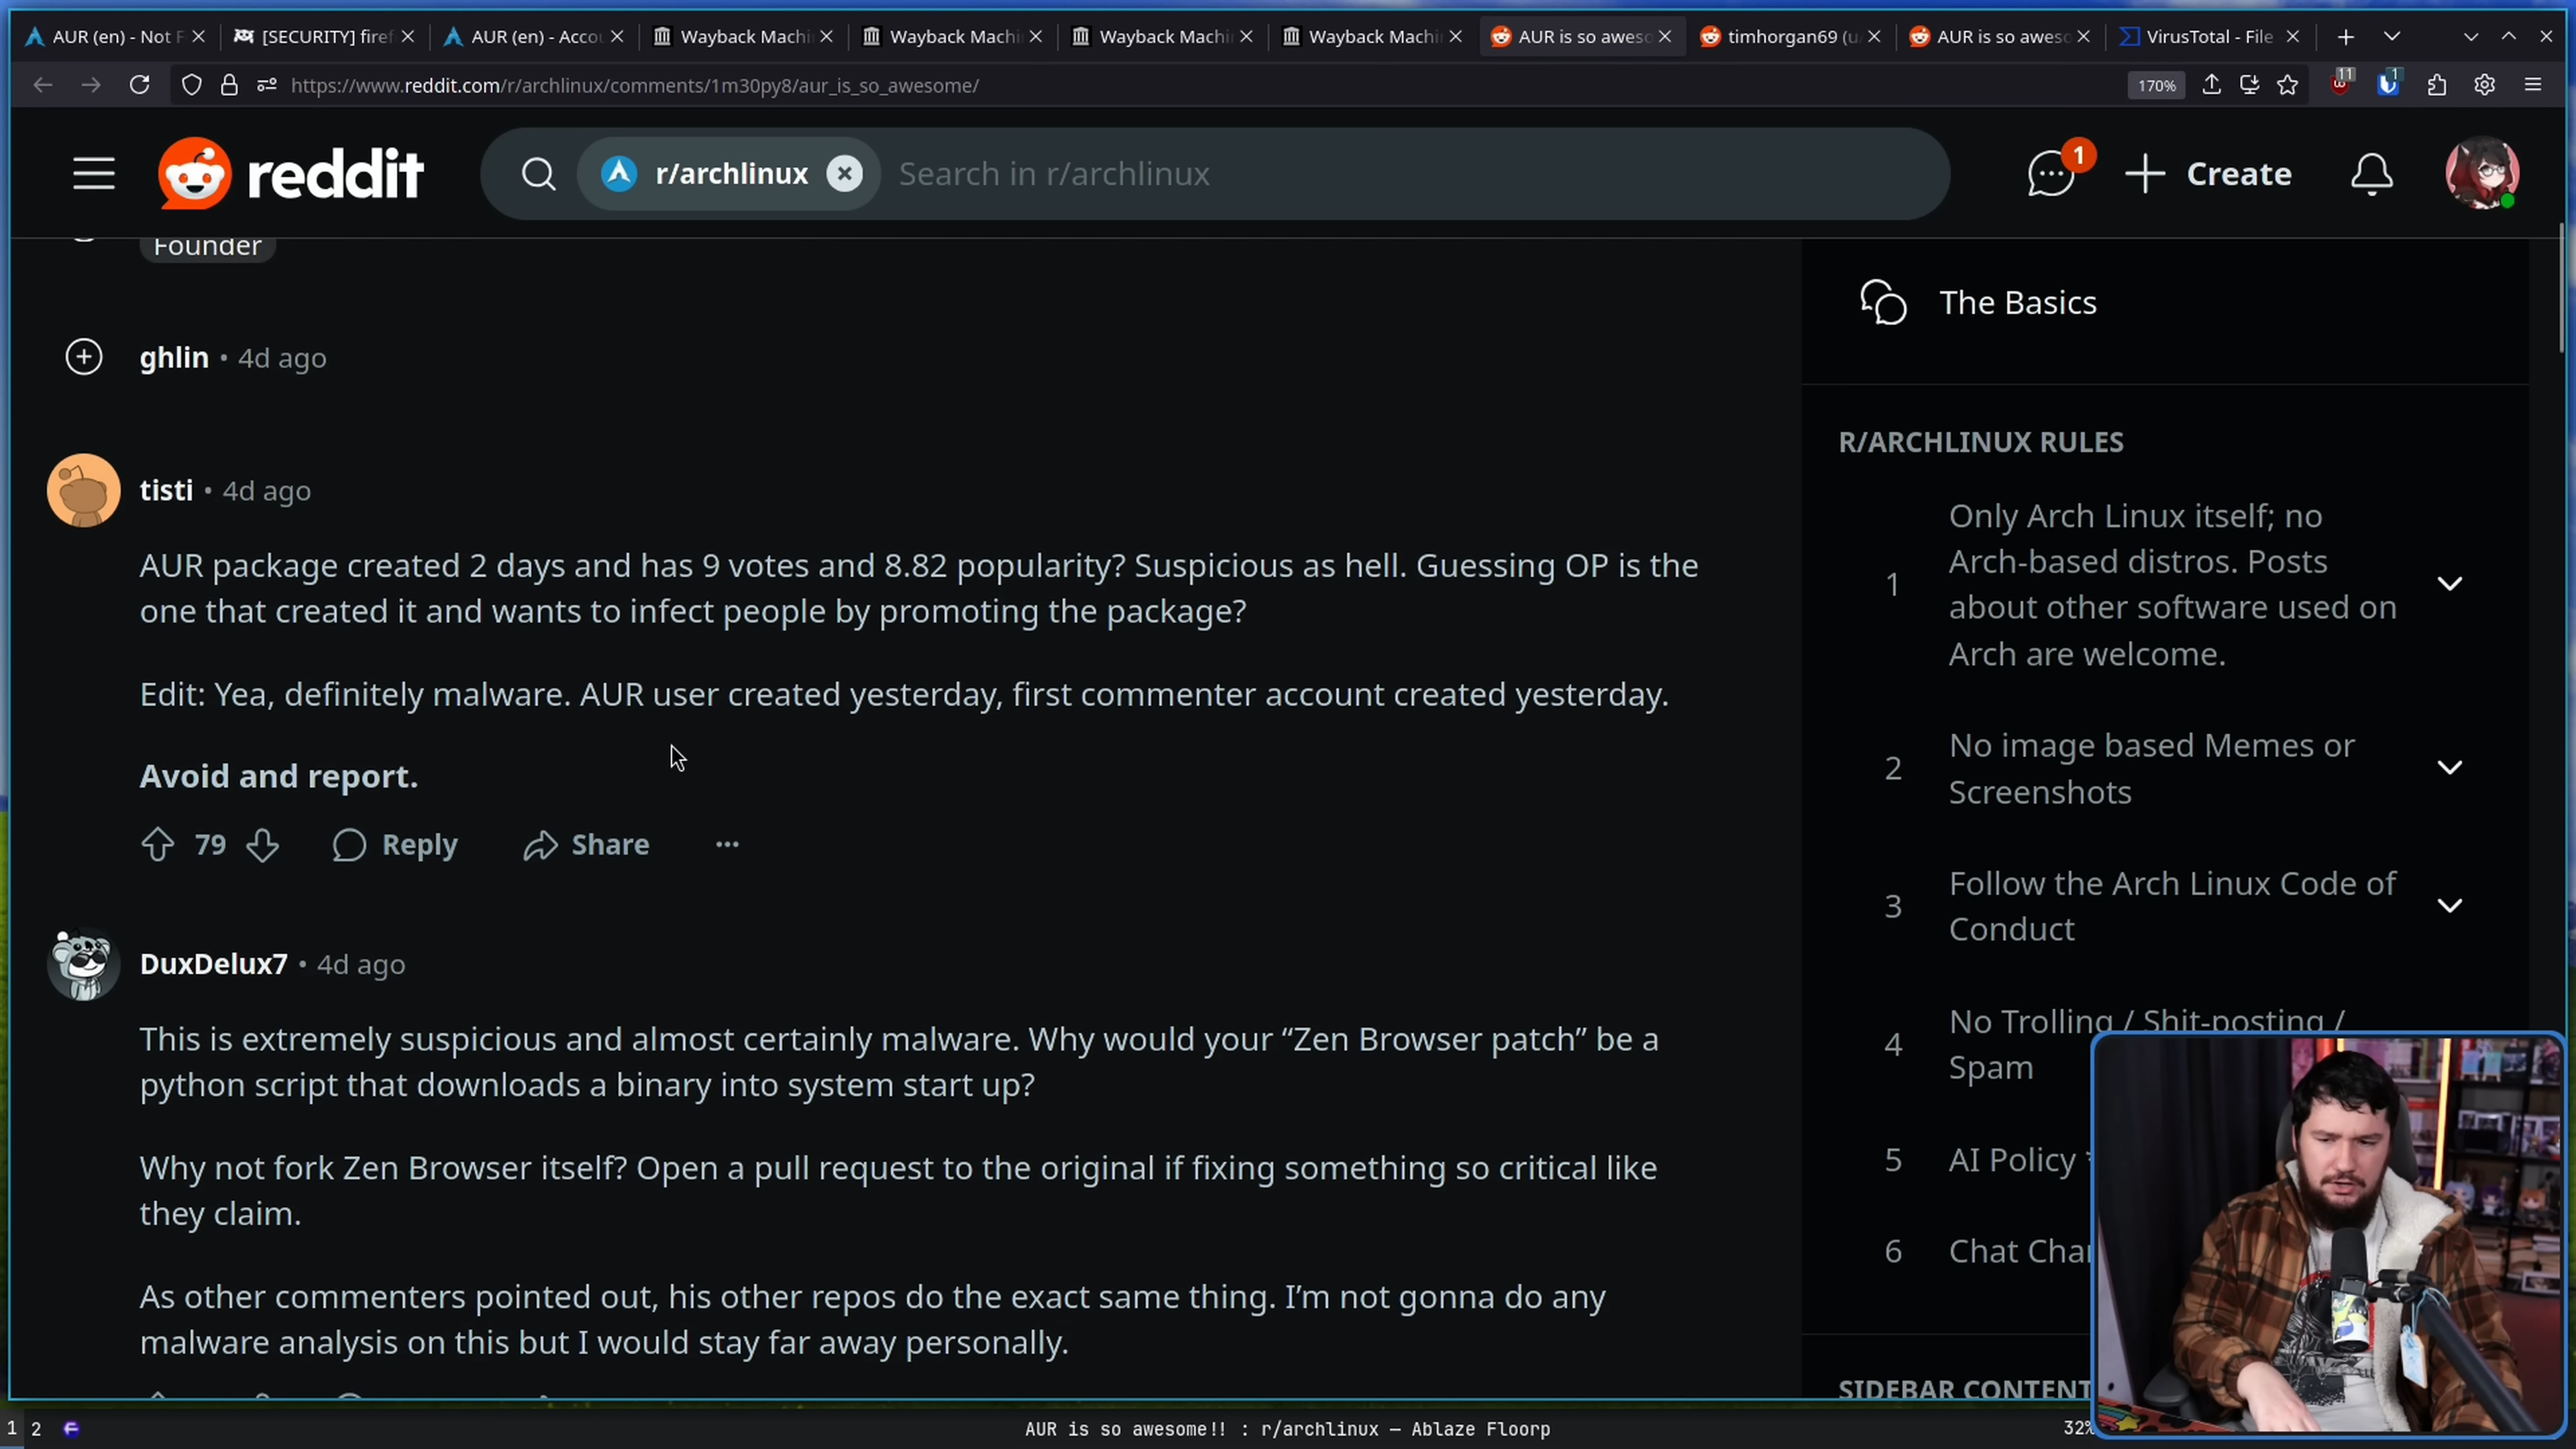 AUR (en) - Not F
[SECURITY] firef
AUR (en) - Accou
Wayback Machi
Wayback Machi
Wayback Machi
Wayback Machi
AUR is so aweso
timhorgan69 (u
AUR is so aweso
VirusTotal - File
https://www.reddit.com/r/archlinux/comments/1m30py8/aur_is_so_awesome/
170%
11
1
reddit
r/archlinux
Search in r/archlinux
1
Create
Founder
ghlin • 4d ago
tisti • 4d ago
AUR package created 2 days and has 9 votes and 8.82 popularity? Suspicious as hell. Guessing OP is the
one that created it and wants to infect people by promoting the package?
Edit: Yea, definitely malware. AUR user created yesterday, first commenter account created yesterday.
Avoid and report.
79
Reply
Share
DuxDelux7 • 4d ago
This is extremely suspicious and almost certainly malware. Why would your “Zen Browser patch” be a
python script that downloads a binary into system start up?
Why not fork Zen Browser itself? Open a pull request to the original if fixing something so critical like
they claim.
As other commenters pointed out, his other repos do the exact same thing. I’m not gonna do any
malware analysis on this but I would stay far away personally.
The Basics
R/ARCHLINUX RULES
1
Only Arch Linux itself; no
Arch-based distros. Posts
about other software used on
Arch are welcome.
2
No image based Memes or
Screenshots
3
Follow the Arch Linux Code of
Conduct
4
No Trolling / Shit-posting /
Spam
5
AI Policy
6
Chat Cha
SIDEBAR CONTENT
1 2
AUR is so awesome!! : r/archlinux — Ablaze Floorp
32%